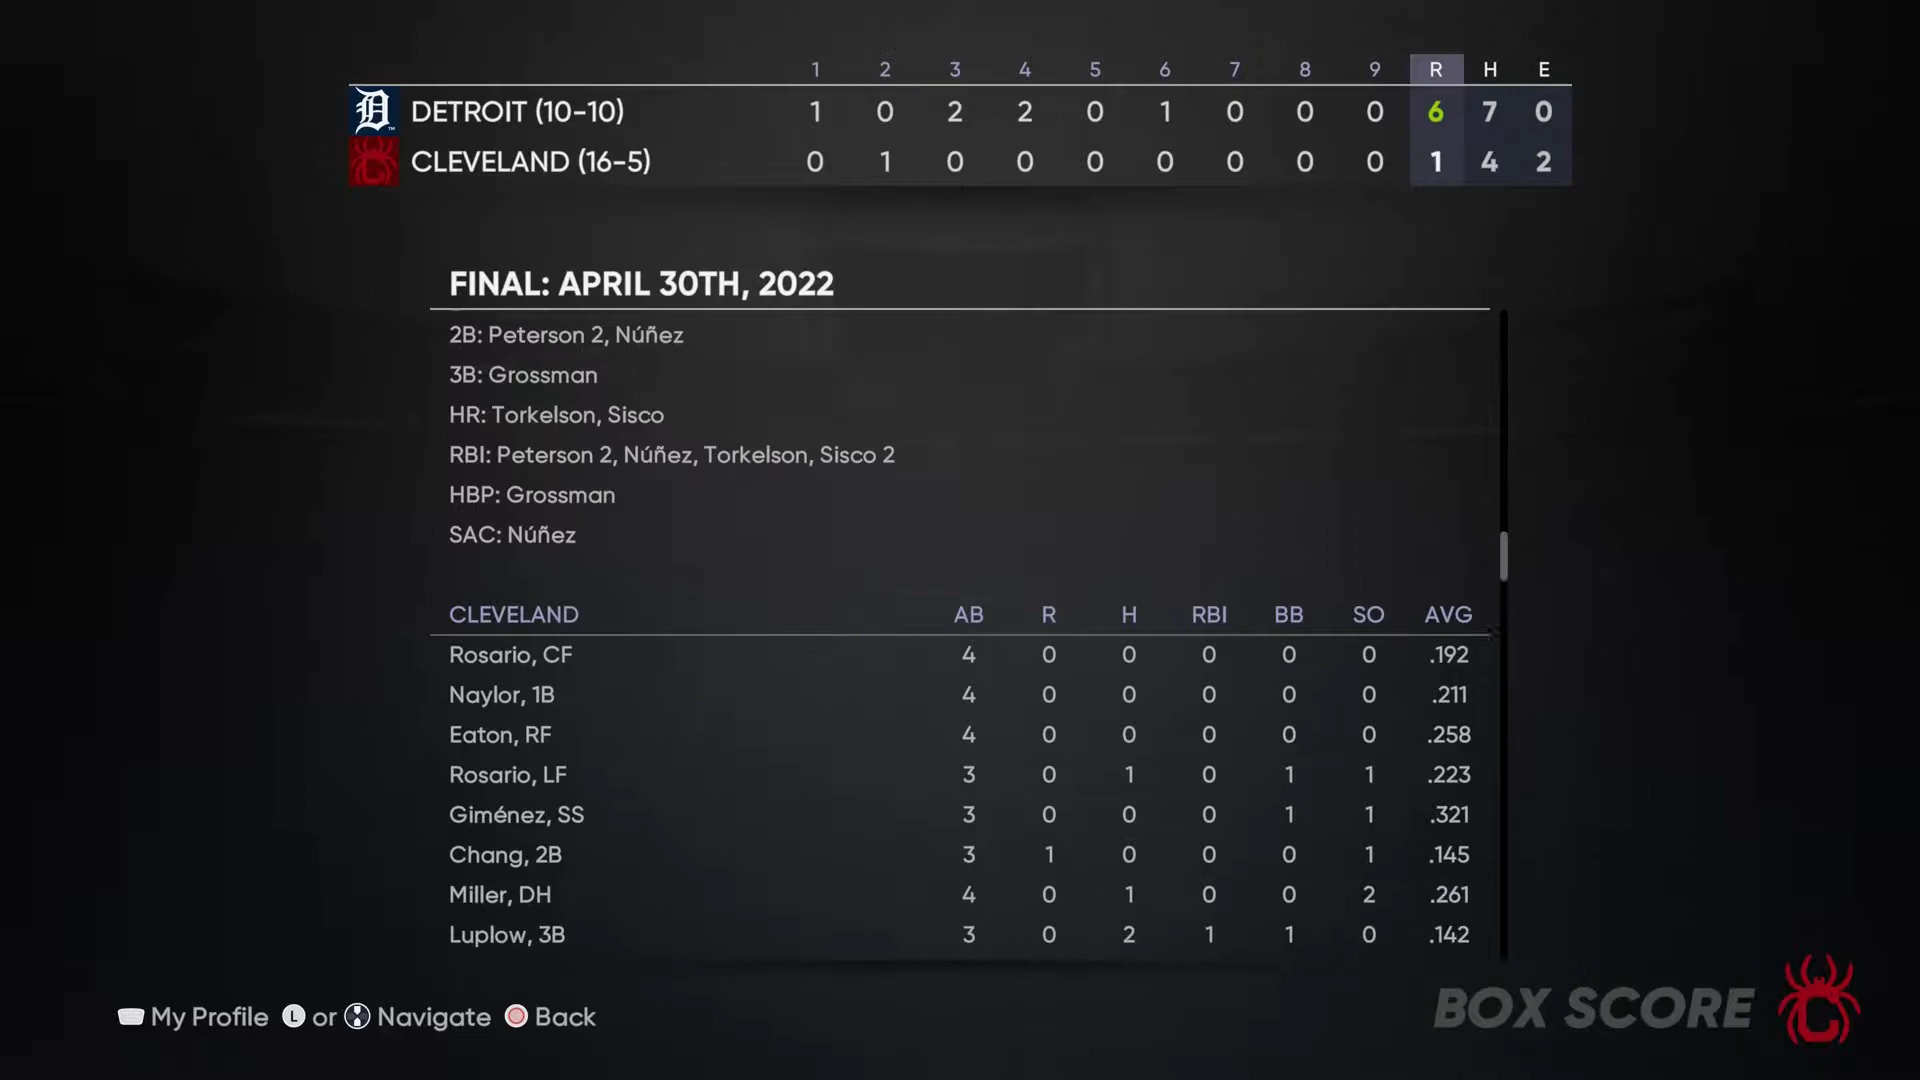 1 2 3 4 5 6 7 8 9 R H E
D DETROIT (10-10) 1 0 2 2 0 1 0 0 0 6 7 0
C CLEVELAND (16-5) 0 1 0 0 0 0 0 0 0 1 4 2
FINAL: APRIL 30TH, 2022
2B: Peterson 2, Núñez
3B: Grossman
HR: Torkelson, Sisco
RBI: Peterson 2, Núñez, Torkelson, Sisco 2
HBP: Grossman
SAC: Núñez
CLEVELAND AB R H RBI BB SO AVG
Rosario, CF 4 0 0 0 0 0 .192
Naylor, 1B 4 0 0 0 0 0 .211
Eaton, RF 4 0 0 0 0 0 .258
Rosario, LF 3 0 1 0 1 1 .223
Giménez, SS 3 0 0 0 1 1 .321
Chang, 2B 3 1 0 0 0 1 .145
Miller, DH 4 0 1 0 0 2 .261
Luplow, 3B 3 0 2 1 1 0 .142
My Profile L or Navigate Back
BOX SCORE C